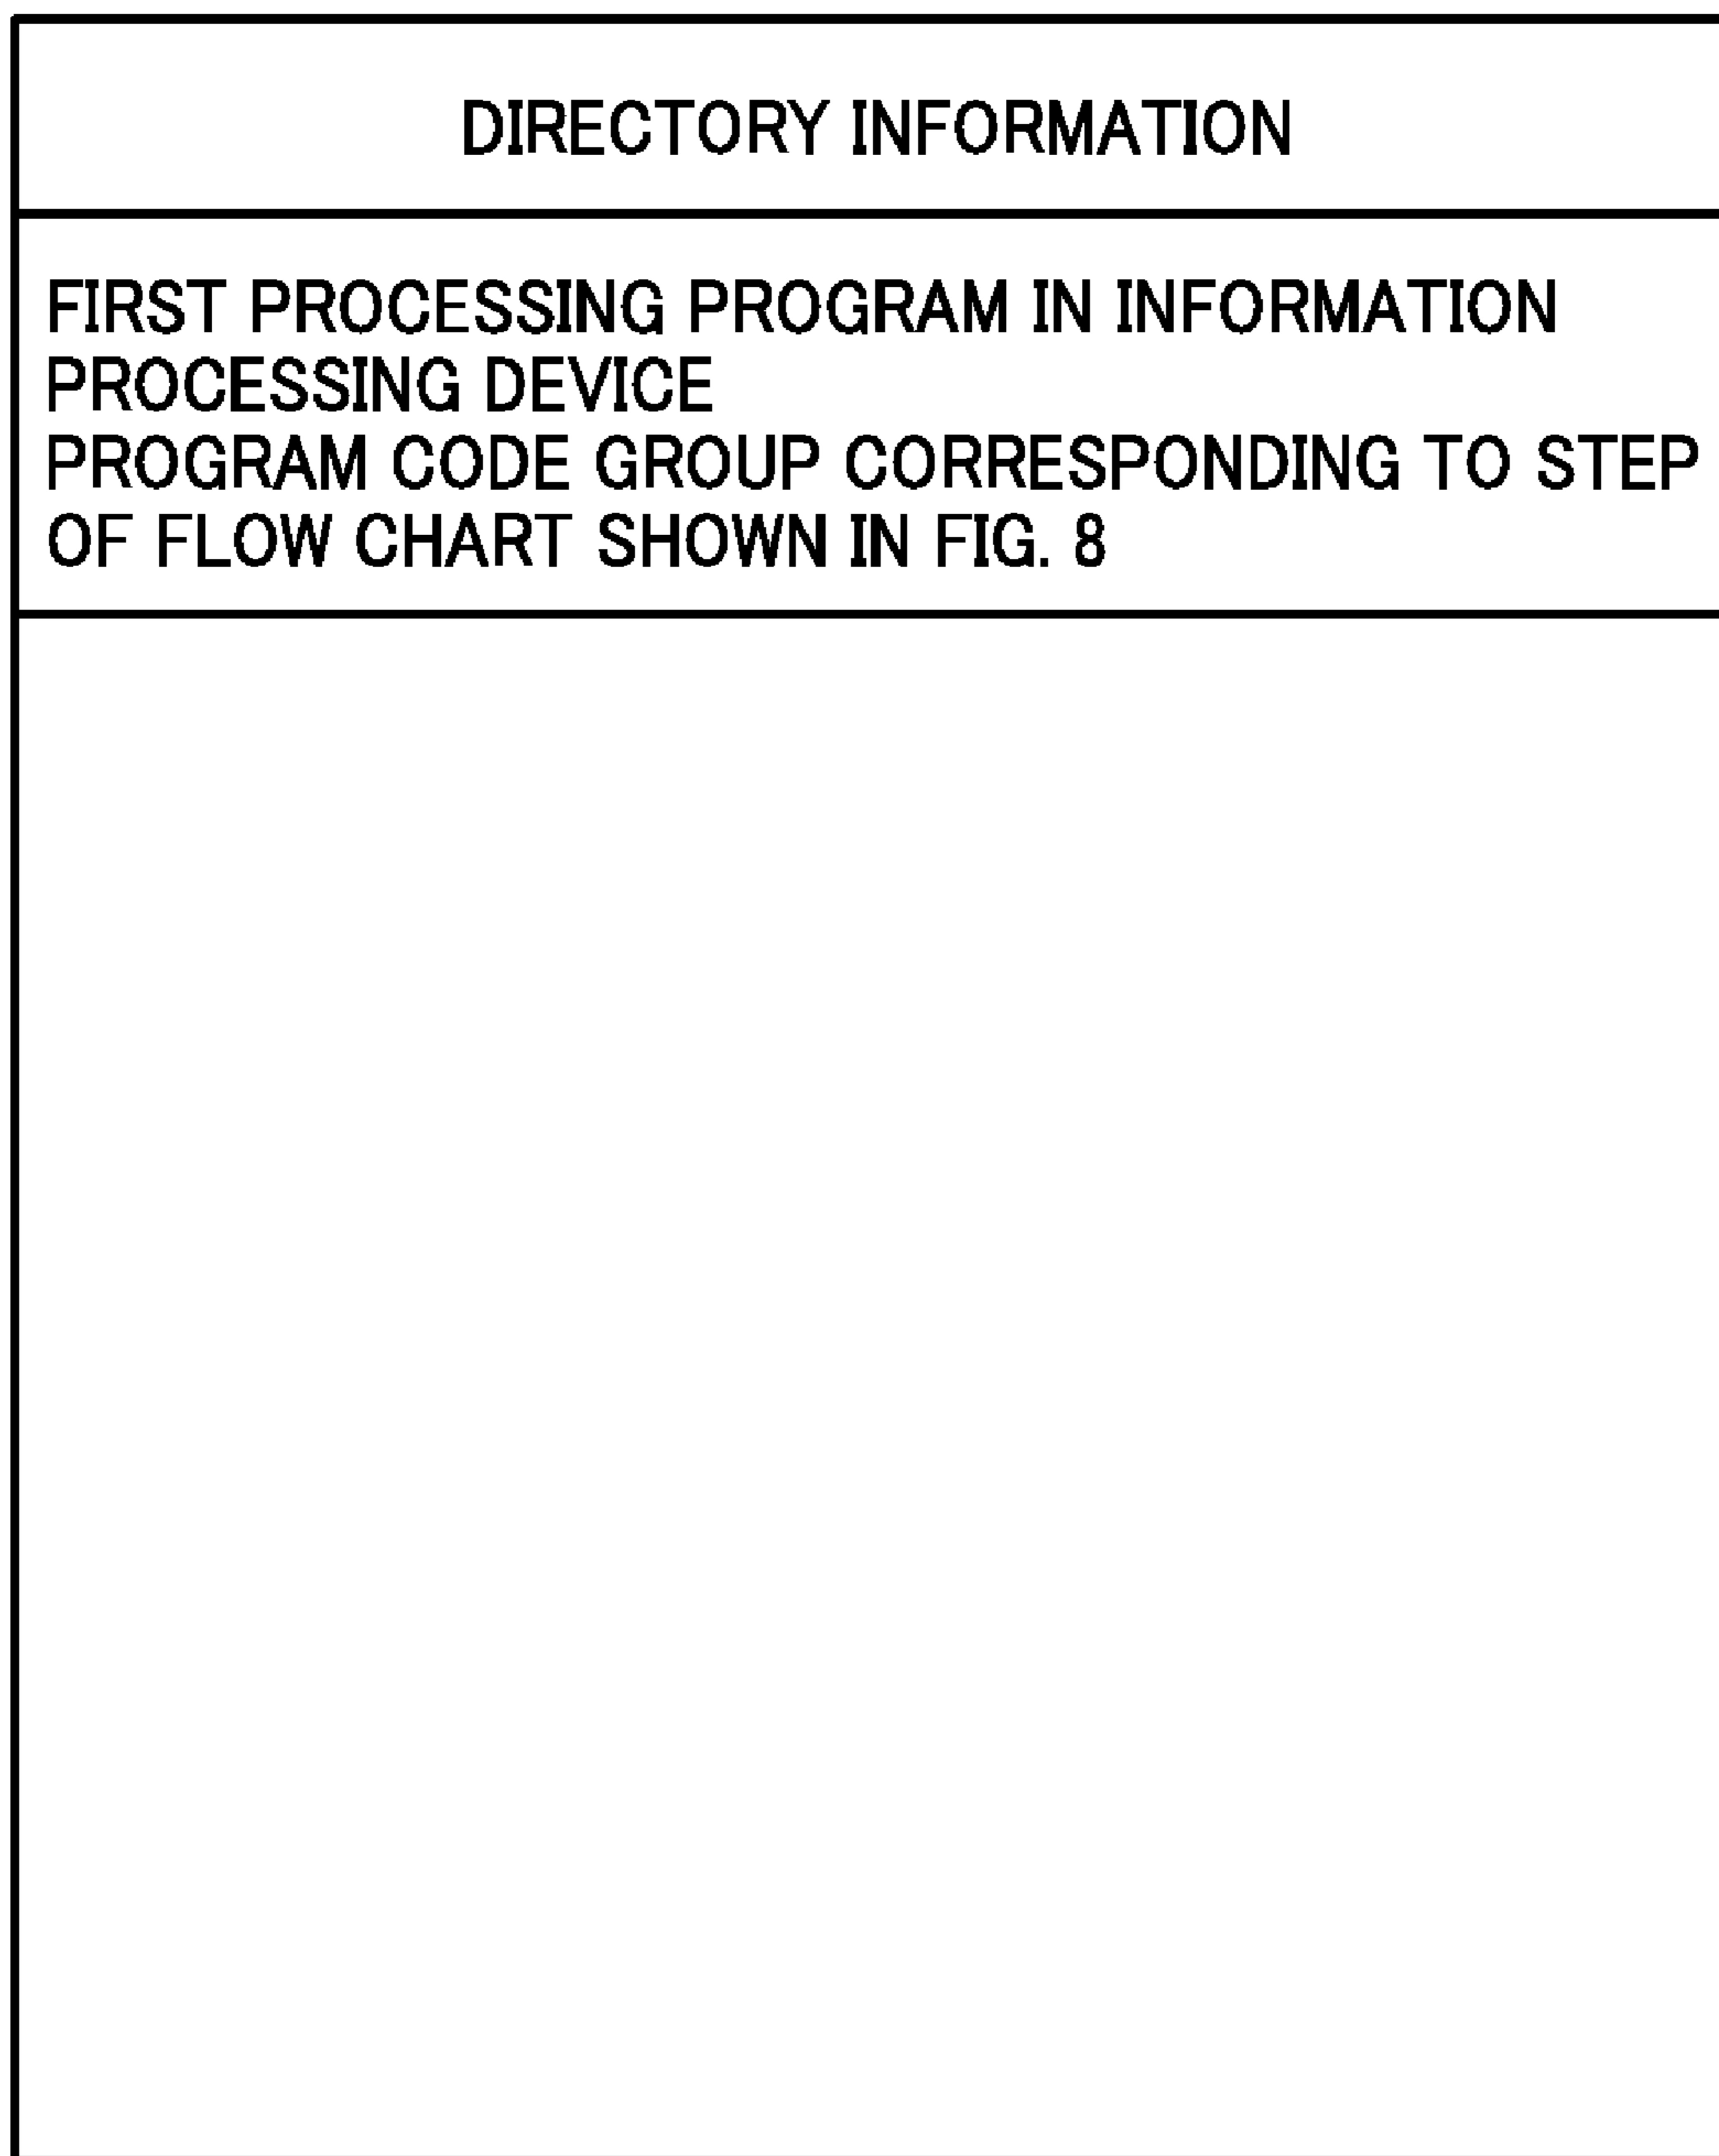 DIRECTORY INFORMATION
FIRST PROCESSING PROGRAM IN INFORMATION
PROCESSING DEVICE
PROGRAM CODE GROUP CORRESPONDING TO STEP
OF FLOW CHART SHOWN IN FIG. 8